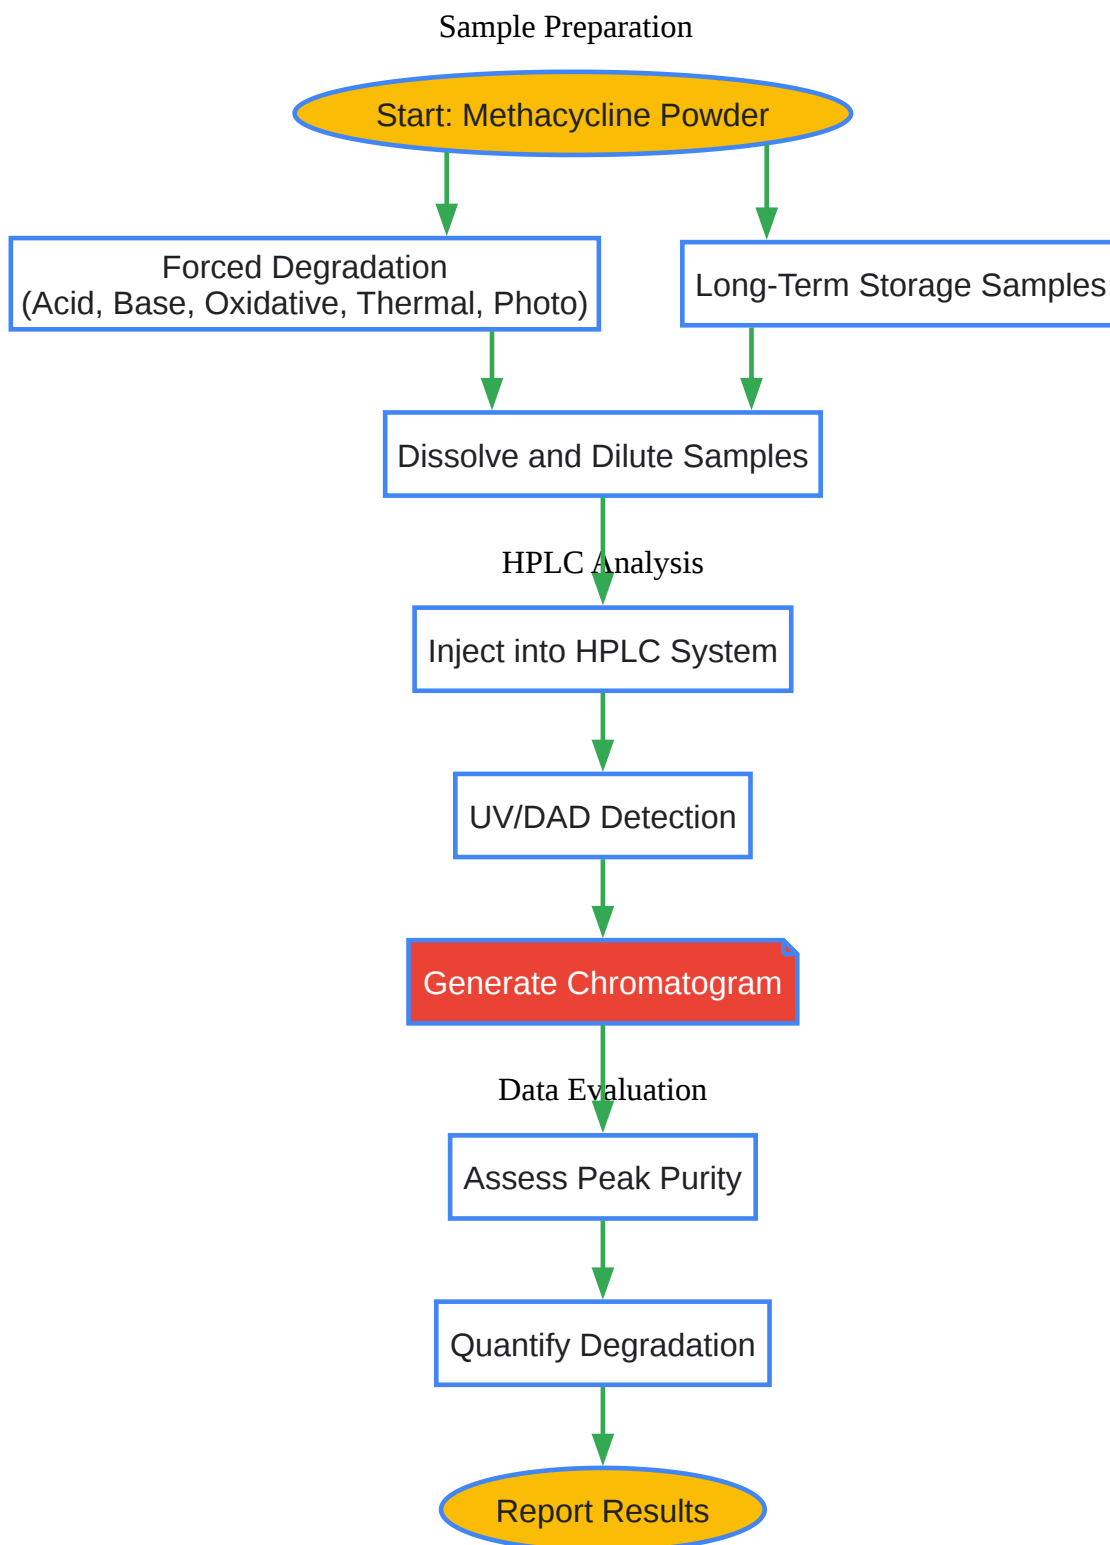 Sample Preparation
Start: Methacycline Powder
Forced Degradation
(Acid, Base, Oxidative, Thermal, Photo)
Long-Term Storage Samples
Dissolve and Dilute Samples
HPLC Analysis
Inject into HPLC System
UV/DAD Detection
Generate Chromatogram
Data Evaluation
Assess Peak Purity
Quantify Degradation
Report Results